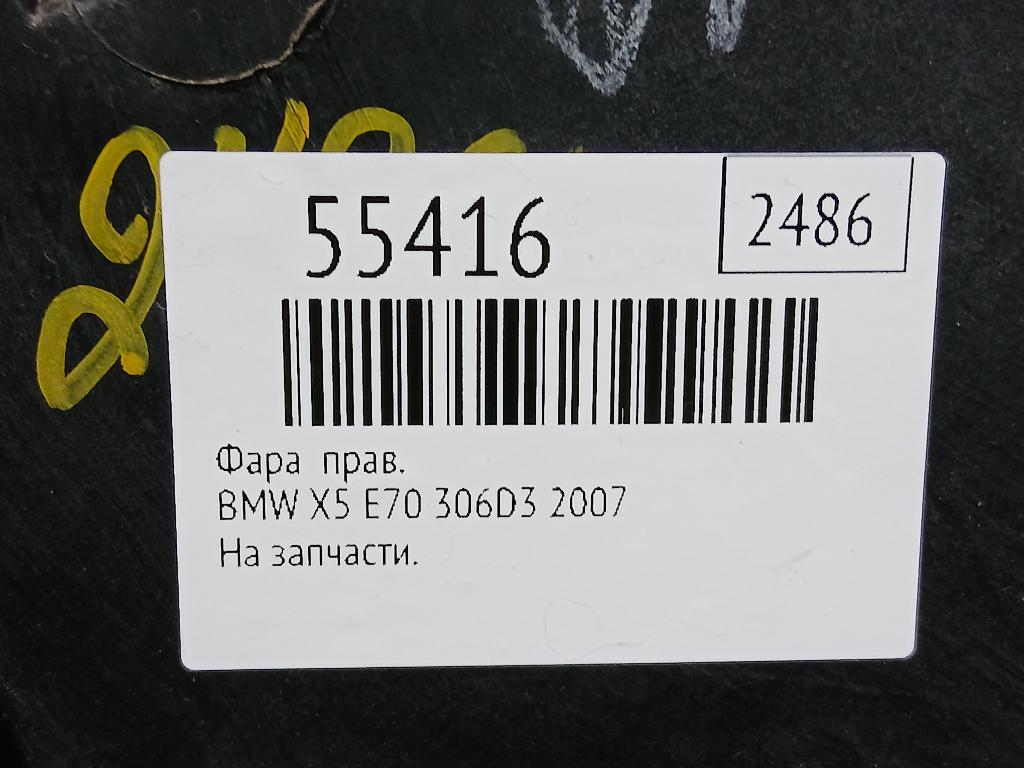 55416
2486
Фара прав.
BMW X5 E70 306D3 2007
На запчасти.